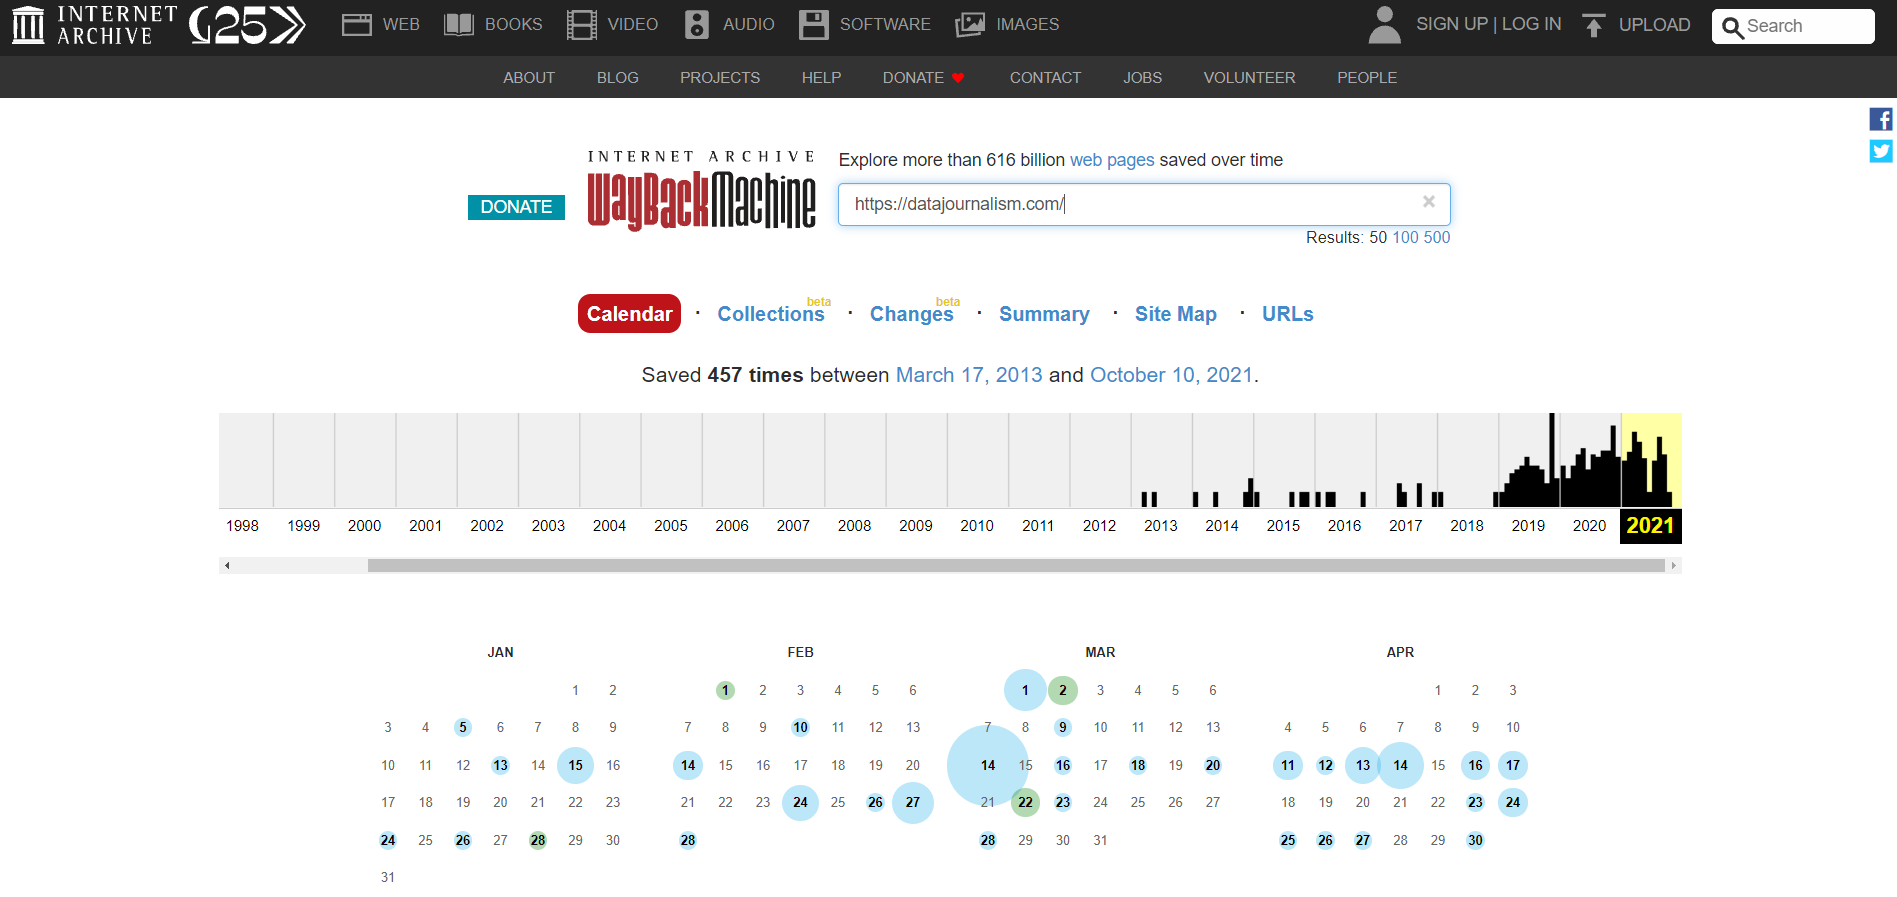 INTERNET ARCHIVE 25 WEB BOOKS VIDEO AUDIO SOFTWARE IMAGES SIGN UP | LOG IN UPLOAD Search
ABOUT BLOG PROJECTS HELP DONATE CONTACT JOBS VOLUNTEER PEOPLE
DONATE
INTERNET ARCHIVE
WayBackMachine
Explore more than 616 billion web pages saved over time
https://datajournalism.com/ ×
Results: 50 100 500
Calendar · Collections beta · Changes beta · Summary · Site Map · URLs
Saved 457 times between March 17, 2013 and October 10, 2021.
1998 1999 2000 2001 2002 2003 2004 2005 2006 2007 2008 2009 2010 2011 2012 2013 2014 2015 2016 2017 2018 2019 2020 2021
JAN
1 2
3 4 5 6 7 8 9
10 11 12 13 14 15 16
17 18 19 20 21 22 23
24 25 26 27 28 29 30
31
FEB
1 2 3 4 5 6
7 8 9 10 11 12 13
14 15 16 17 18 19 20
21 22 23 24 25 26 27
28
MAR
1 2 3 4 5 6
7 8 9 10 11 12 13
14 15 16 17 18 19 20
21 22 23 24 25 26 27
28 29 30 31
APR
1 2 3
4 5 6 7 8 9 10
11 12 13 14 15 16 17
18 19 20 21 22 23 24
25 26 27 28 29 30